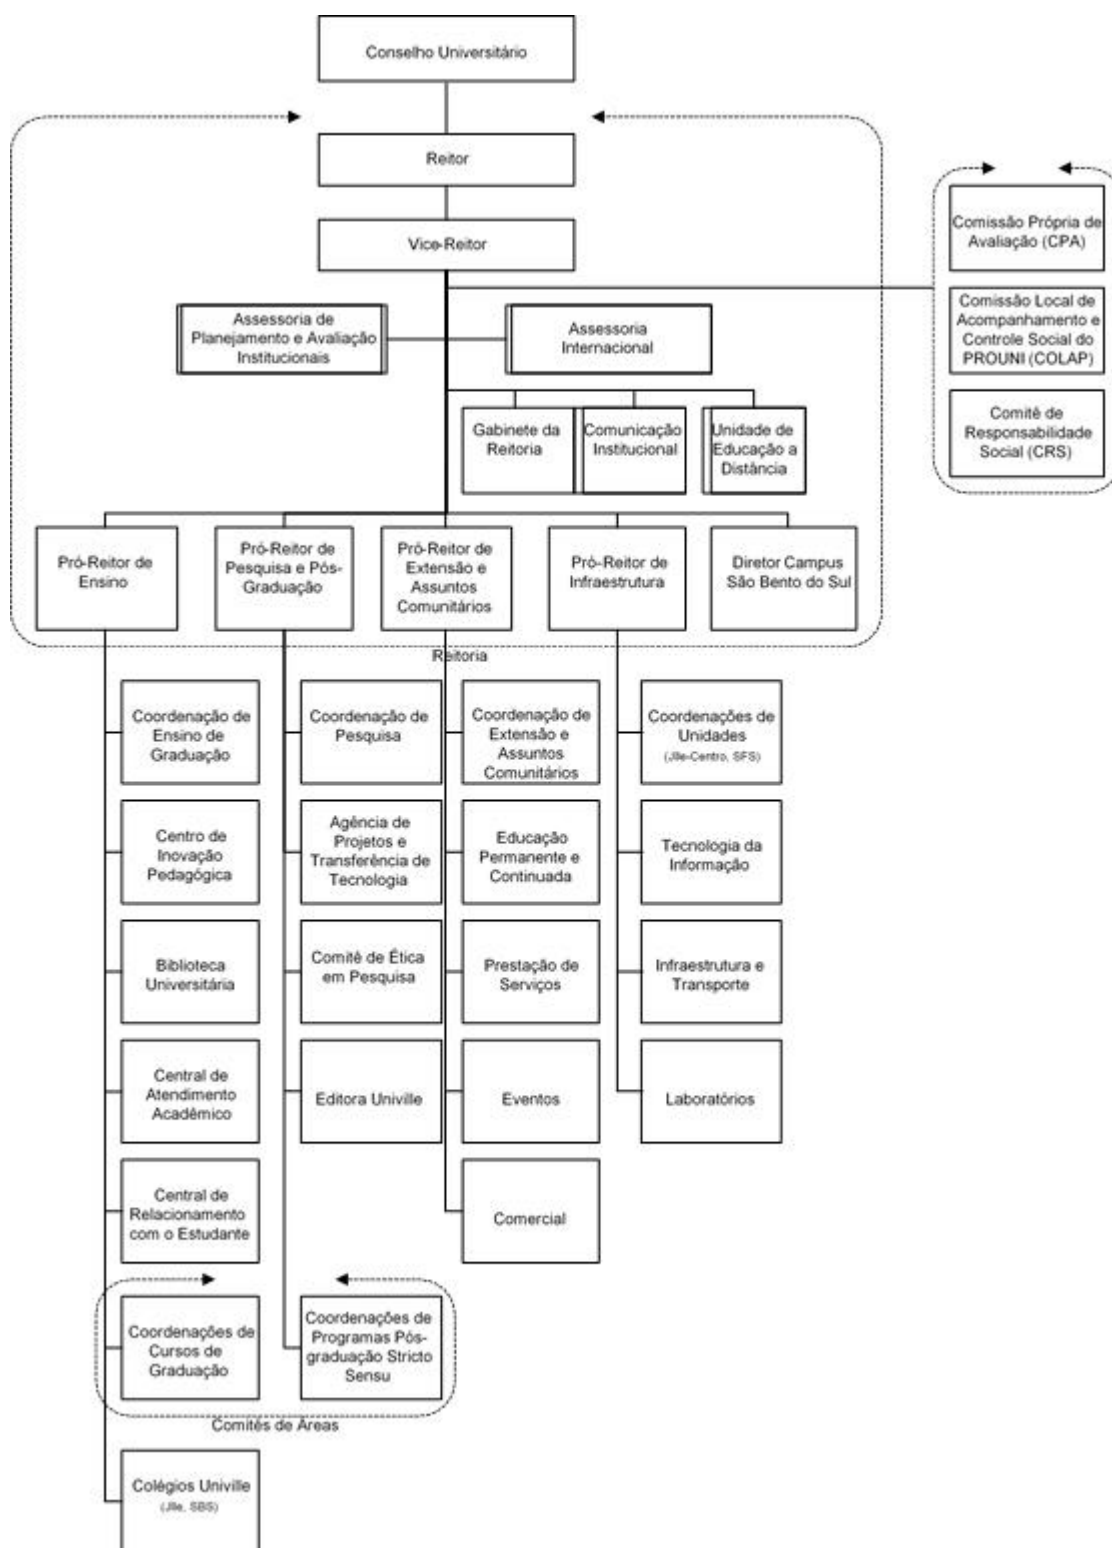 Conselho Universitário
Reitor
Vice-Reitor
Comissão Própria de
Avaliação (CPA)
Comissão Local de
Acompanhamento e
Controle Social do
PROUNI (COLAP)
Comitê de
Responsabilidade
Social (CRS)
Assessoria de
Planejamento e Avaliação
Institucionais
Assessoria
Internacional
Gabinete da
Reitoria
Comunicação
Institucional
Unidade de
Educação a
Distância
Pró-Reitor de
Ensino
Pró-Reitor de
Pesquisa e Pós-
Graduação
Pró-Reitor de
Extensão e
Assuntos
Comunitários
Pró-Reitor de
Infraestrutura
Diretor Campus
São Bento do Sul
Reitoria
Coordenação de
Ensino de
Graduação
Coordenação de
Pesquisa
Coordenação de
Extensão e
Assuntos
Comunitários
Coordenações de
Unidades
(Jlle-Centro, SFS)
Centro de
Inovação
Pedagógica
Agência de
Projetos e
Transferência de
Tecnologia
Educação
Permanente e
Continuada
Tecnologia da
Informação
Biblioteca
Universitária
Comitê de Ética
em Pesquisa
Prestação de
Serviços
Infraestrutura e
Transporte
Central de
Atendimento
Acadêmico
Editora Univille
Eventos
Laboratórios
Central de
Relacionamento
com o Estudante
Comercial
Coordenações de
Cursos de
Graduação
Coordenações de
Programas Pós-
graduação Stricto
Sensu
Comitês de Áreas
Colégios Univille
(Jlle, SBS)